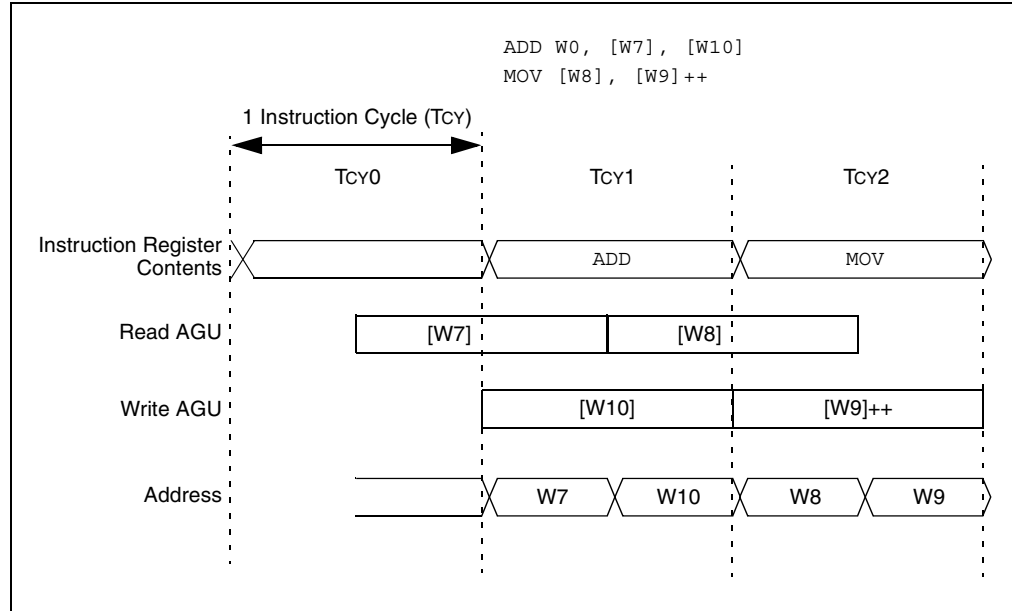 ADD W0, [W7], [W10]
MOV [W8], [W9]++
1 Instruction Cycle (TCY)
TCY0 TCY1 TCY2
Instruction Register
Contents
ADD MOV
Read AGU [W7] [W8]
Write AGU [W10] [W9]++
Address W7 W10 W8 W9